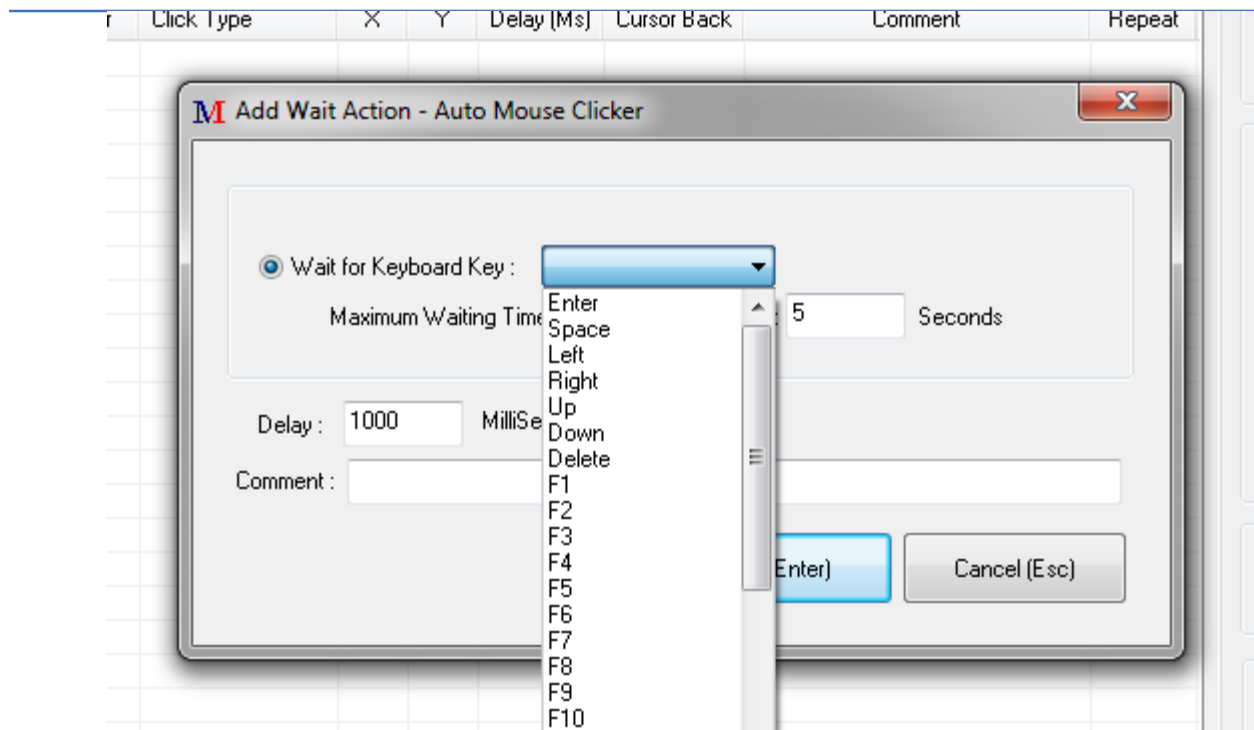 r Click Type X Y Delay (Ms) Cursor Back Comment Repeat
M Add Wait Action - Auto Mouse Clicker
Wait for Keyboard Key :
Maximum Waiting Time : 5 Seconds
Enter
Space
Left
Right
Up
Down
Delete
F1
F2
F3
F4
F5
F6
F7
F8
F9
F10
Delay : 1000 MilliSe
Comment :
Enter) Cancel (Esc)